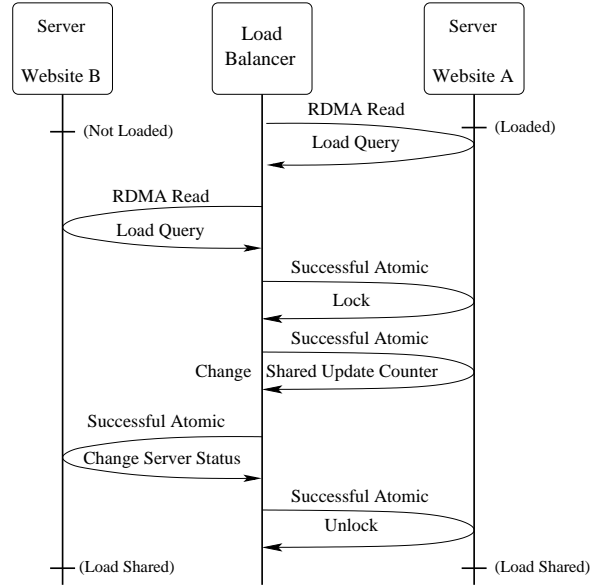 Server
Website B
Load
Balancer
Server
Website A
RDMA Read
(Not Loaded)
(Loaded)
Load Query
RDMA Read
Load Query
Successful Atomic
Lock
Successful Atomic
Change Shared Update Counter
Successful Atomic
Change Server Status
Successful Atomic
Unlock
(Load Shared)
(Load Shared)